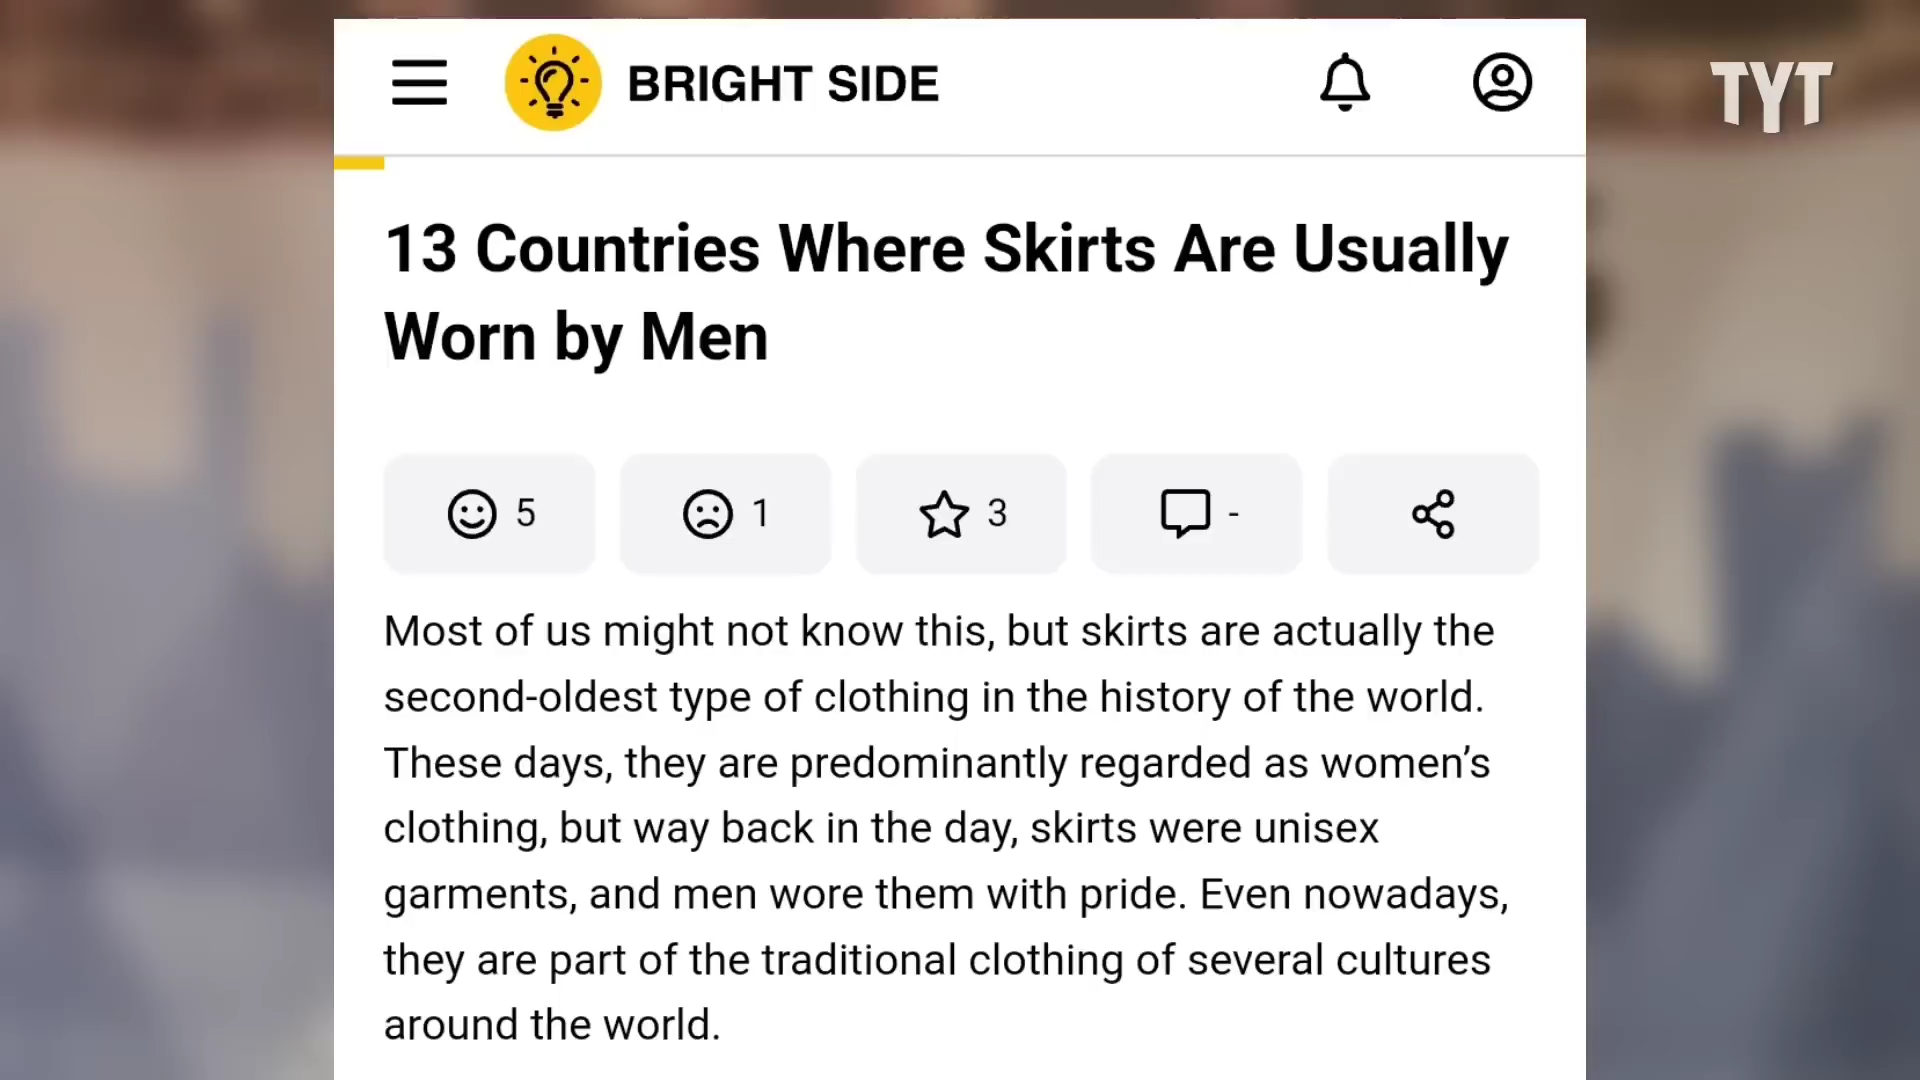 BRIGHT SIDE
TYT
13 Countries Where Skirts Are Usually
Worn by Men
5
1
3
-
Most of us might not know this, but skirts are actually the
second-oldest type of clothing in the history of the world.
These days, they are predominantly regarded as women’s
clothing, but way back in the day, skirts were unisex
garments, and men wore them with pride. Even nowadays,
they are part of the traditional clothing of several cultures
around the world.